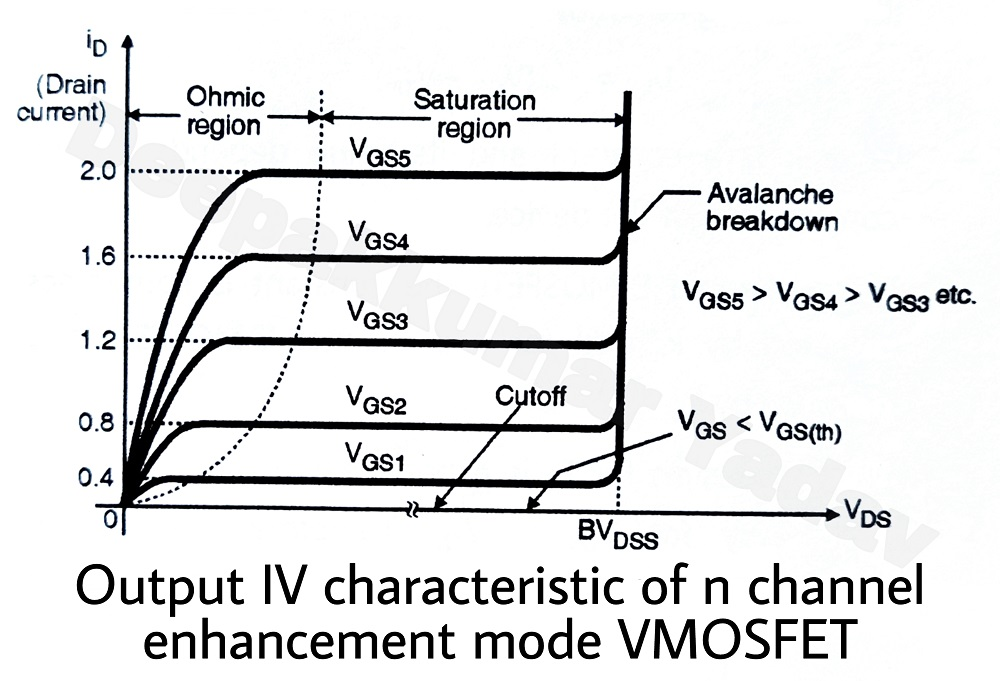 iD
(Drain
current)
Ohmic
region
Saturation
region
VGS5
2.0
Avalanche
breakdown
VGS4
1.6
VGS5 > VGS4 > VGS3 etc.
VGS3
1.2
Cutoff
VGS2
0.8
VGS < VGS(th)
VGS1
0.4
0
VDS
BVDSS
Deepakkumar Yadav
Output IV characteristic of n channel
enhancement mode VMOSFET